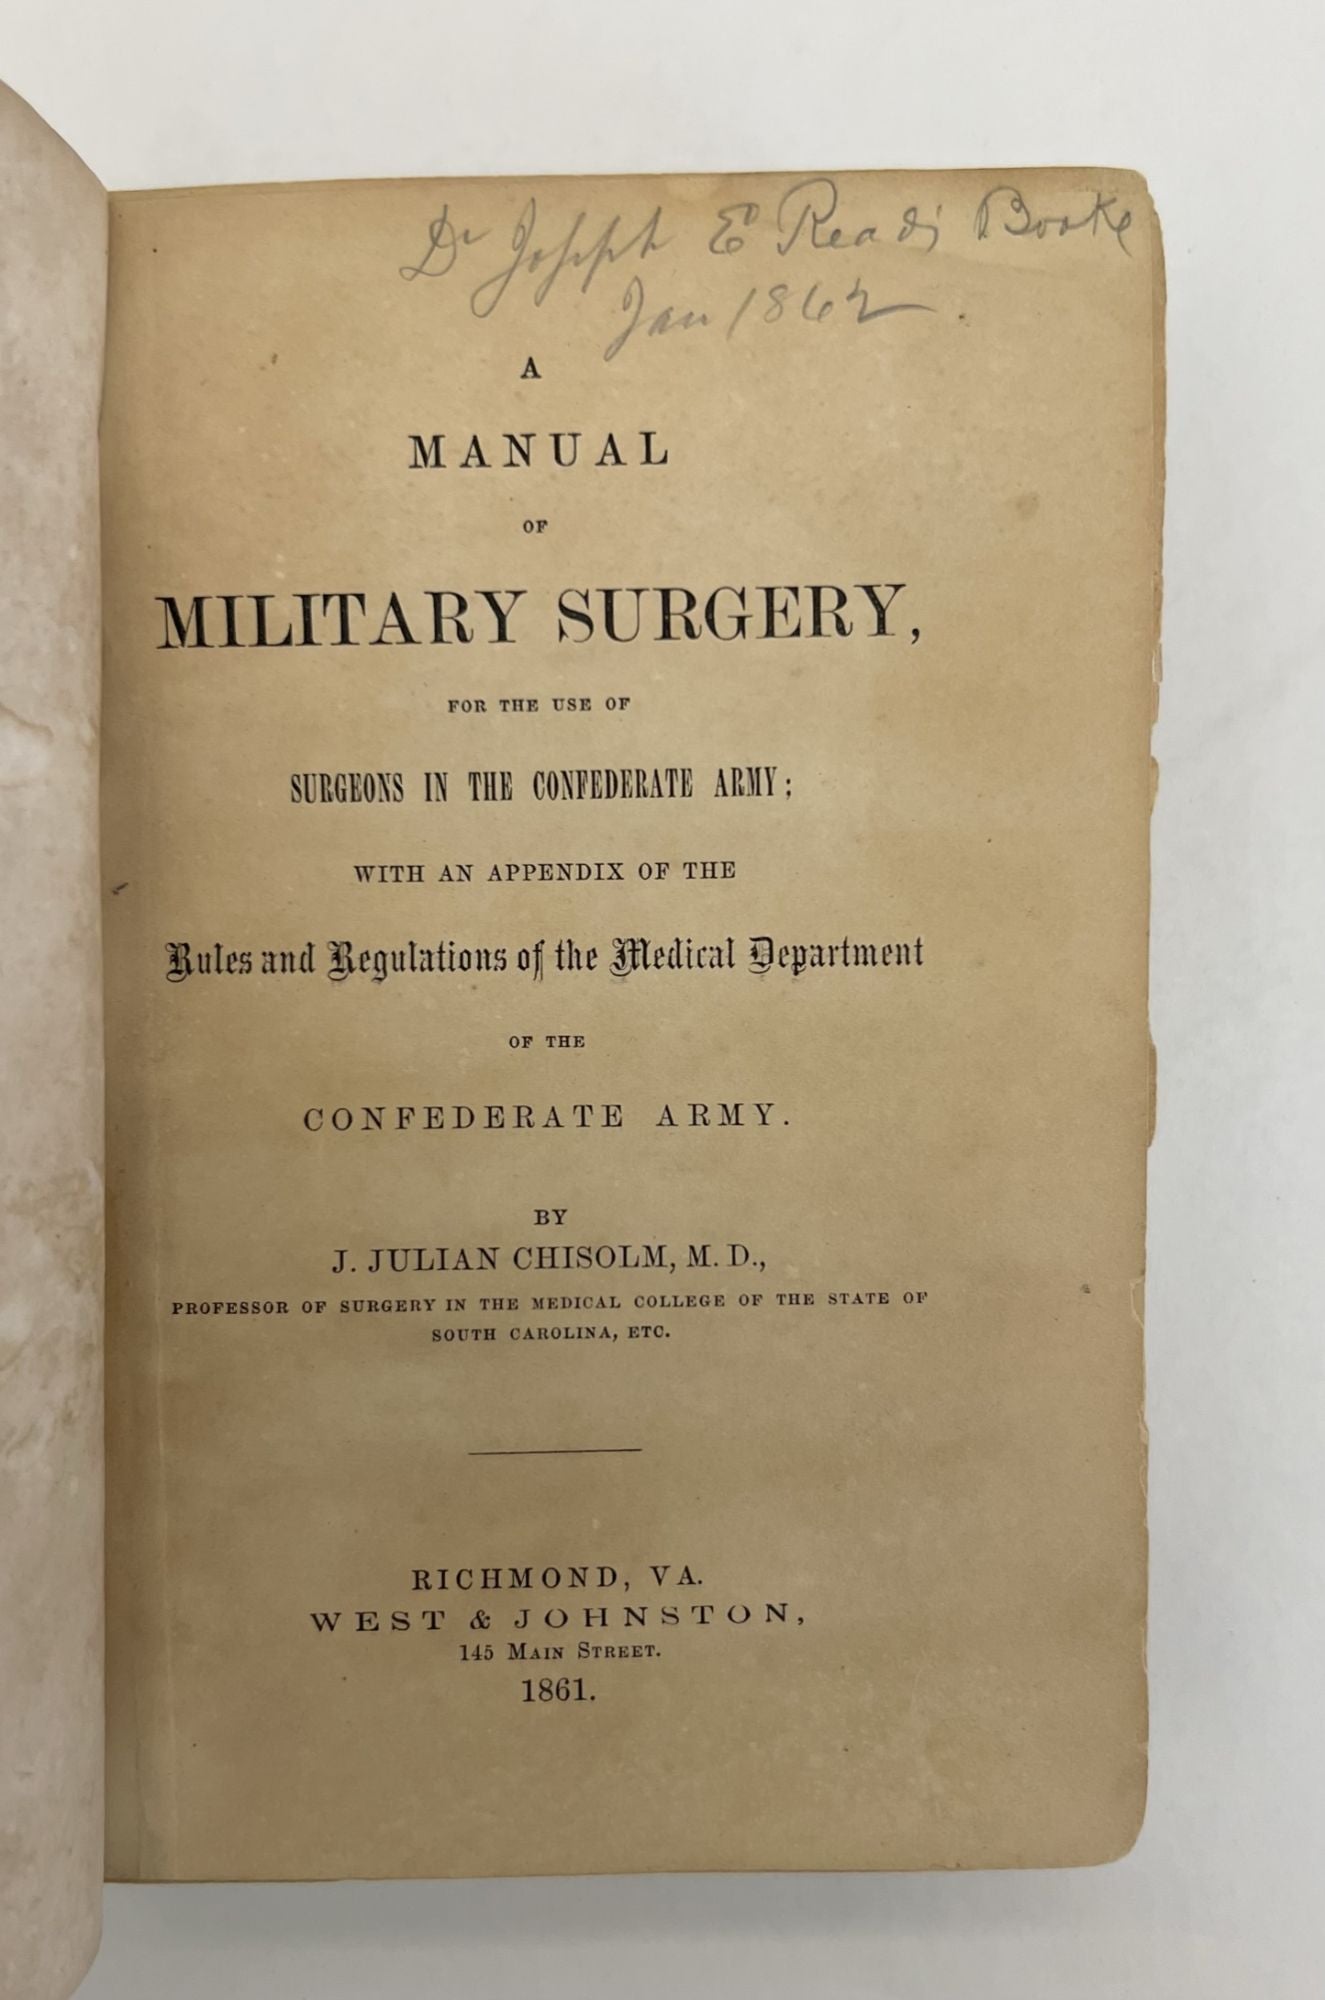 Dr Joseph E Read's Booke
Jan 1862
A
MANUAL
OF
MILITARY SURGERY,
FOR THE USE OF
SURGEONS IN THE CONFEDERATE ARMY;
WITH AN APPENDIX OF THE
Rules and Regulations of the Medical Department
OF THE
CONFEDERATE ARMY.
BY
J. JULIAN CHISOLM, M. D.,
PROFESSOR OF SURGERY IN THE MEDICAL COLLEGE OF THE STATE OF
SOUTH CAROLINA, ETC.
RICHMOND, VA.
WEST & JOHNSTON,
145 MAIN STREET.
1861.